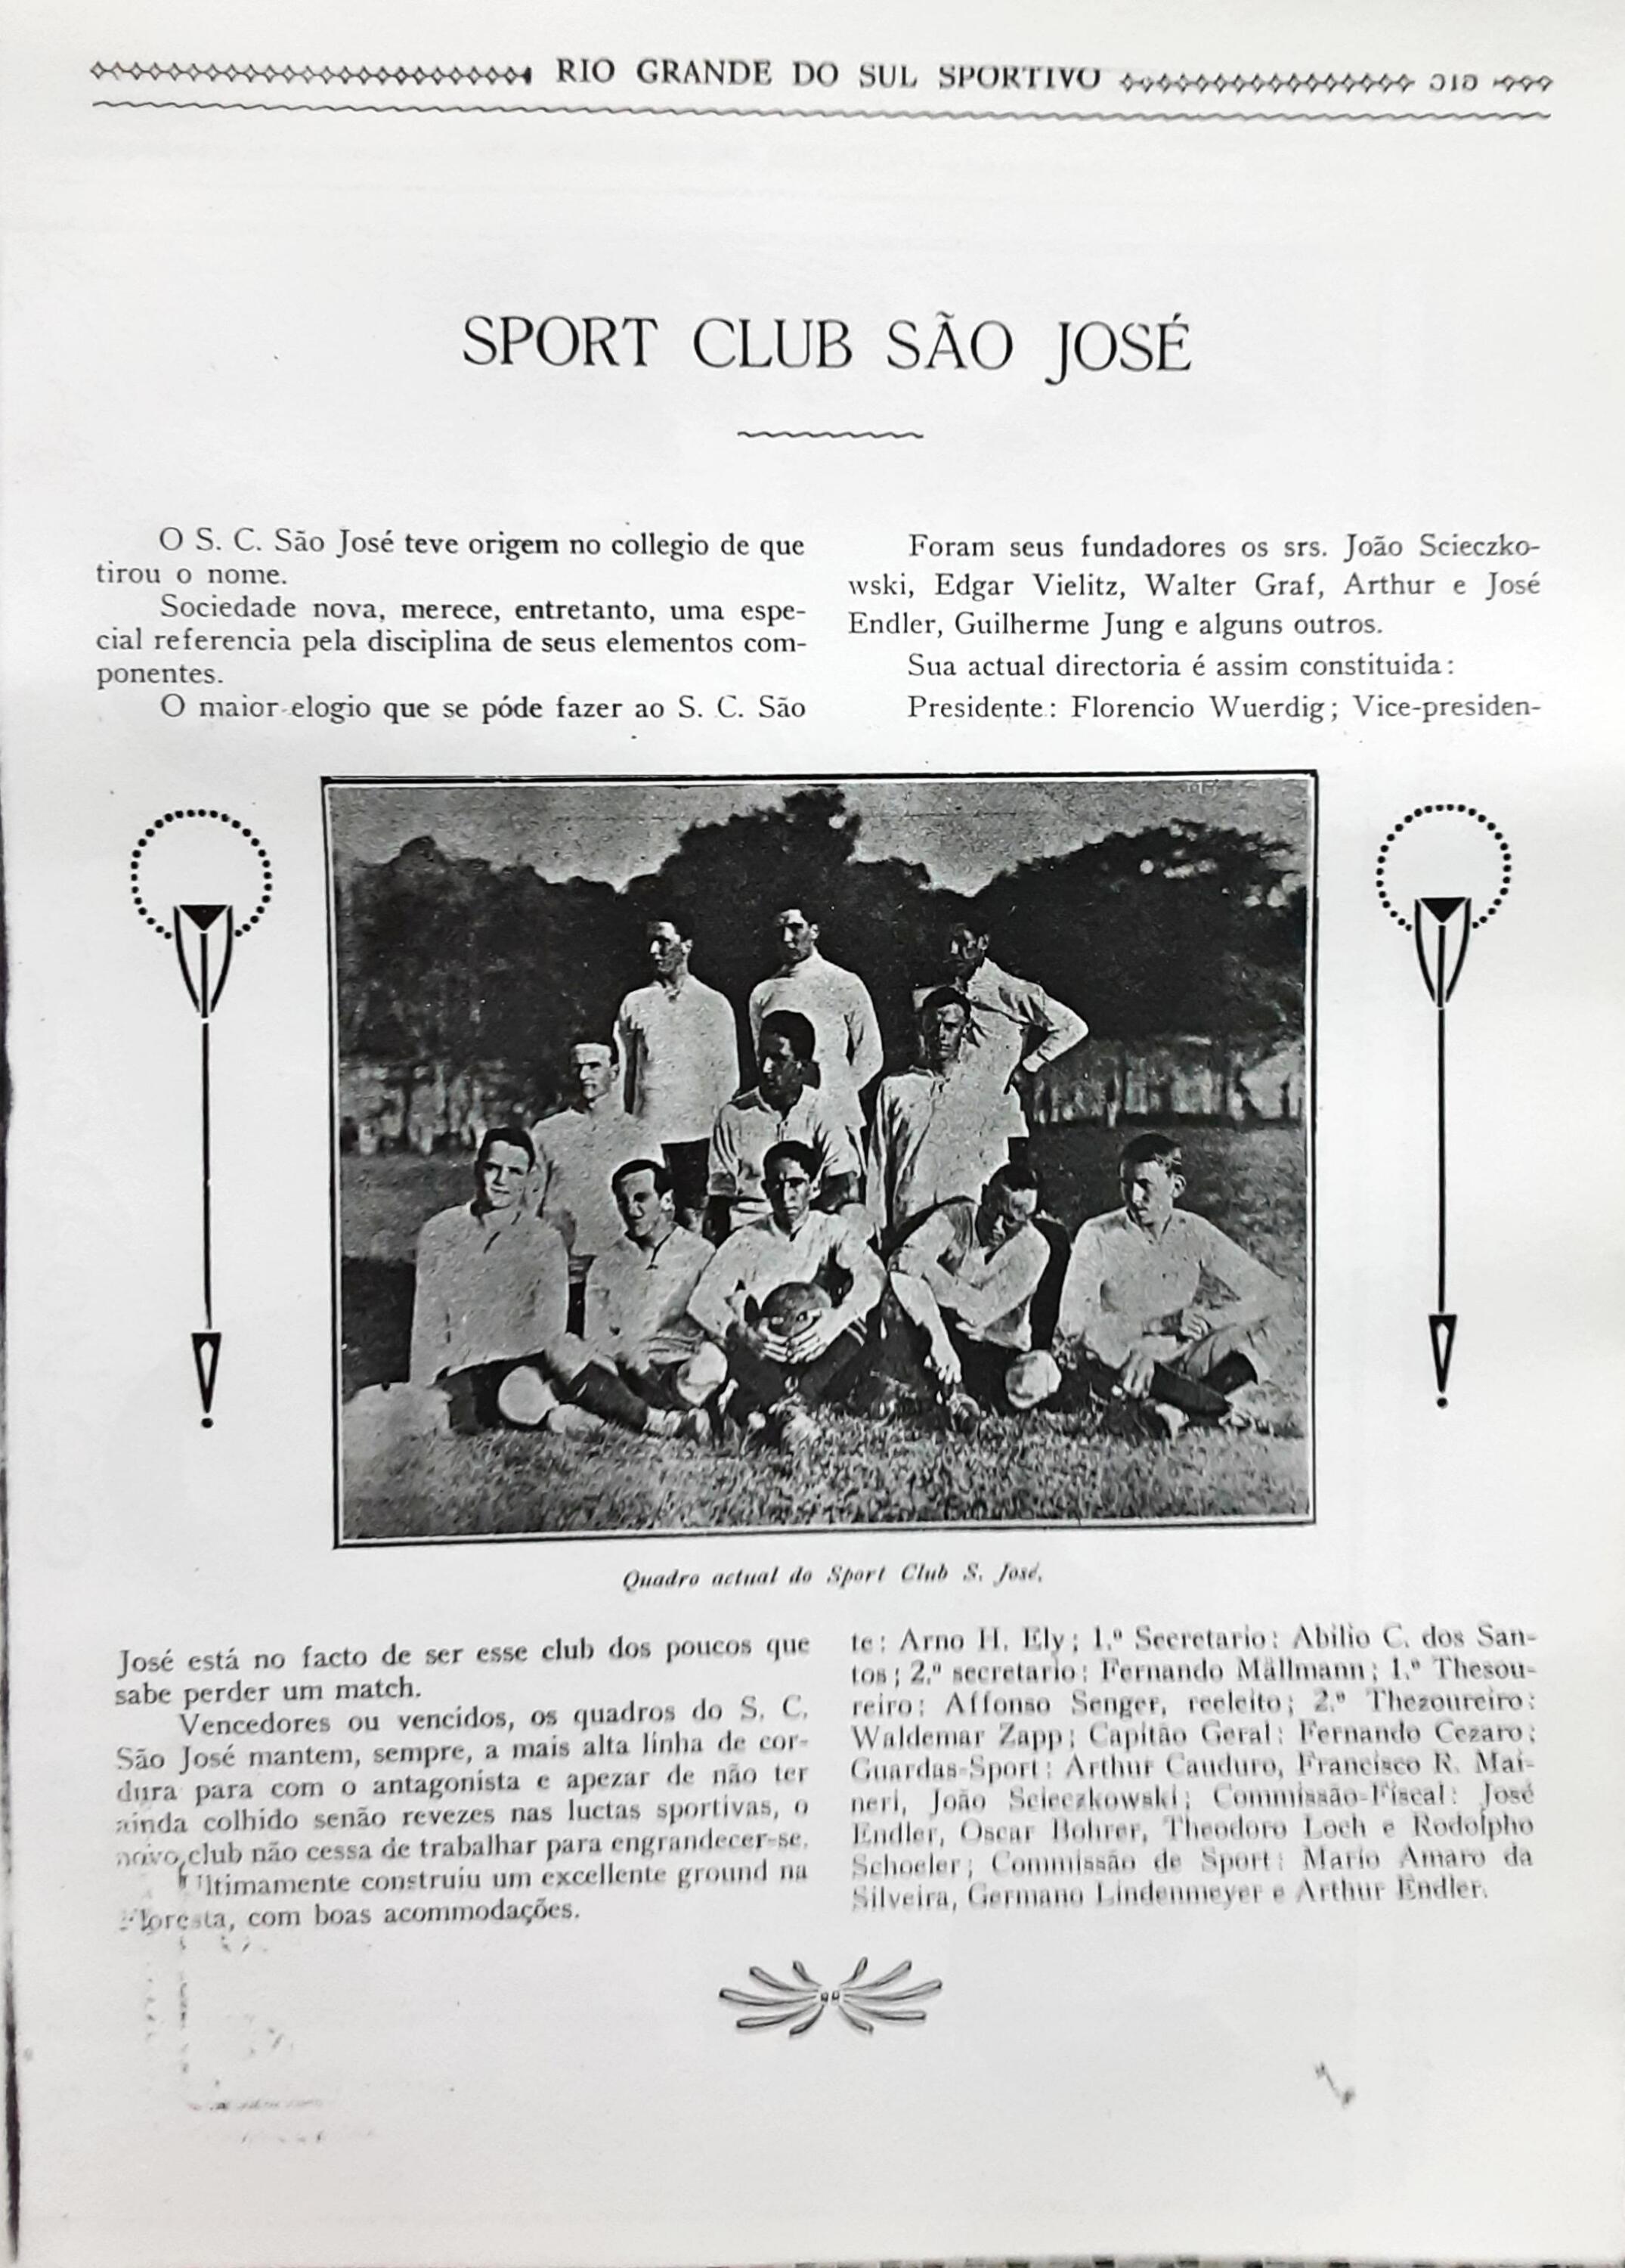 RIO GRANDE DO SUL SPORTIVO
SPORT CLUB SÃO JOSÉ
O S. C. São José teve origem no collegio de que
tirou o nome.
Sociedade nova, merece, entretanto, uma espe-
cial referencia pela disciplina de seus elementos com-
ponentes.
O maior elogio que se póde fazer ao S. C. São
José está no facto de ser esse club dos poucos que
sabe perder um match.
Vencedores ou vencidos, os quadros do S. C.
São José mantem, sempre, a mais alta linha de cor-
dura para com o antagonista e apezar de não ter
ainda colhido senão revezes nas luctas sportivas, o
novo club não cessa de trabalhar para engrandecer-se.
Ultimamente construiu um excellente ground na
Floresta, com boas acommodações.
Foram seus fundadores os srs. João Scieczko-
wski, Edgar Vielitz, Walter Graf, Arthur e José
Endler, Guilherme Jung e alguns outros.
Sua actual directoria é assim constituida:
Presidente: Florencio Wuerdig; Vice-presiden-
te: Arno H. Ely; 1.º Secretario: Abilio C. dos San-
tos; 2.º secretario: Fernando Mällmann; 1.º Thesou-
reiro: Affonso Senger, reeleito; 2.º Thezoureiro:
Waldemar Zapp; Capitão Geral: Fernando Cezaro;
Guardas-Sport: Arthur Cauduro, Francisco R. Mai-
neri, João Scieczkowski; Commissão-Fiscal: José
Endler, Oscar Bohrer, Theodoro Loch e Rodolpho
Schoeler; Commissão de Sport: Mario Amaro da
Silveira, Germano Lindenmeyer e Arthur Endler.
Quadro actual do Sport Club S. José.